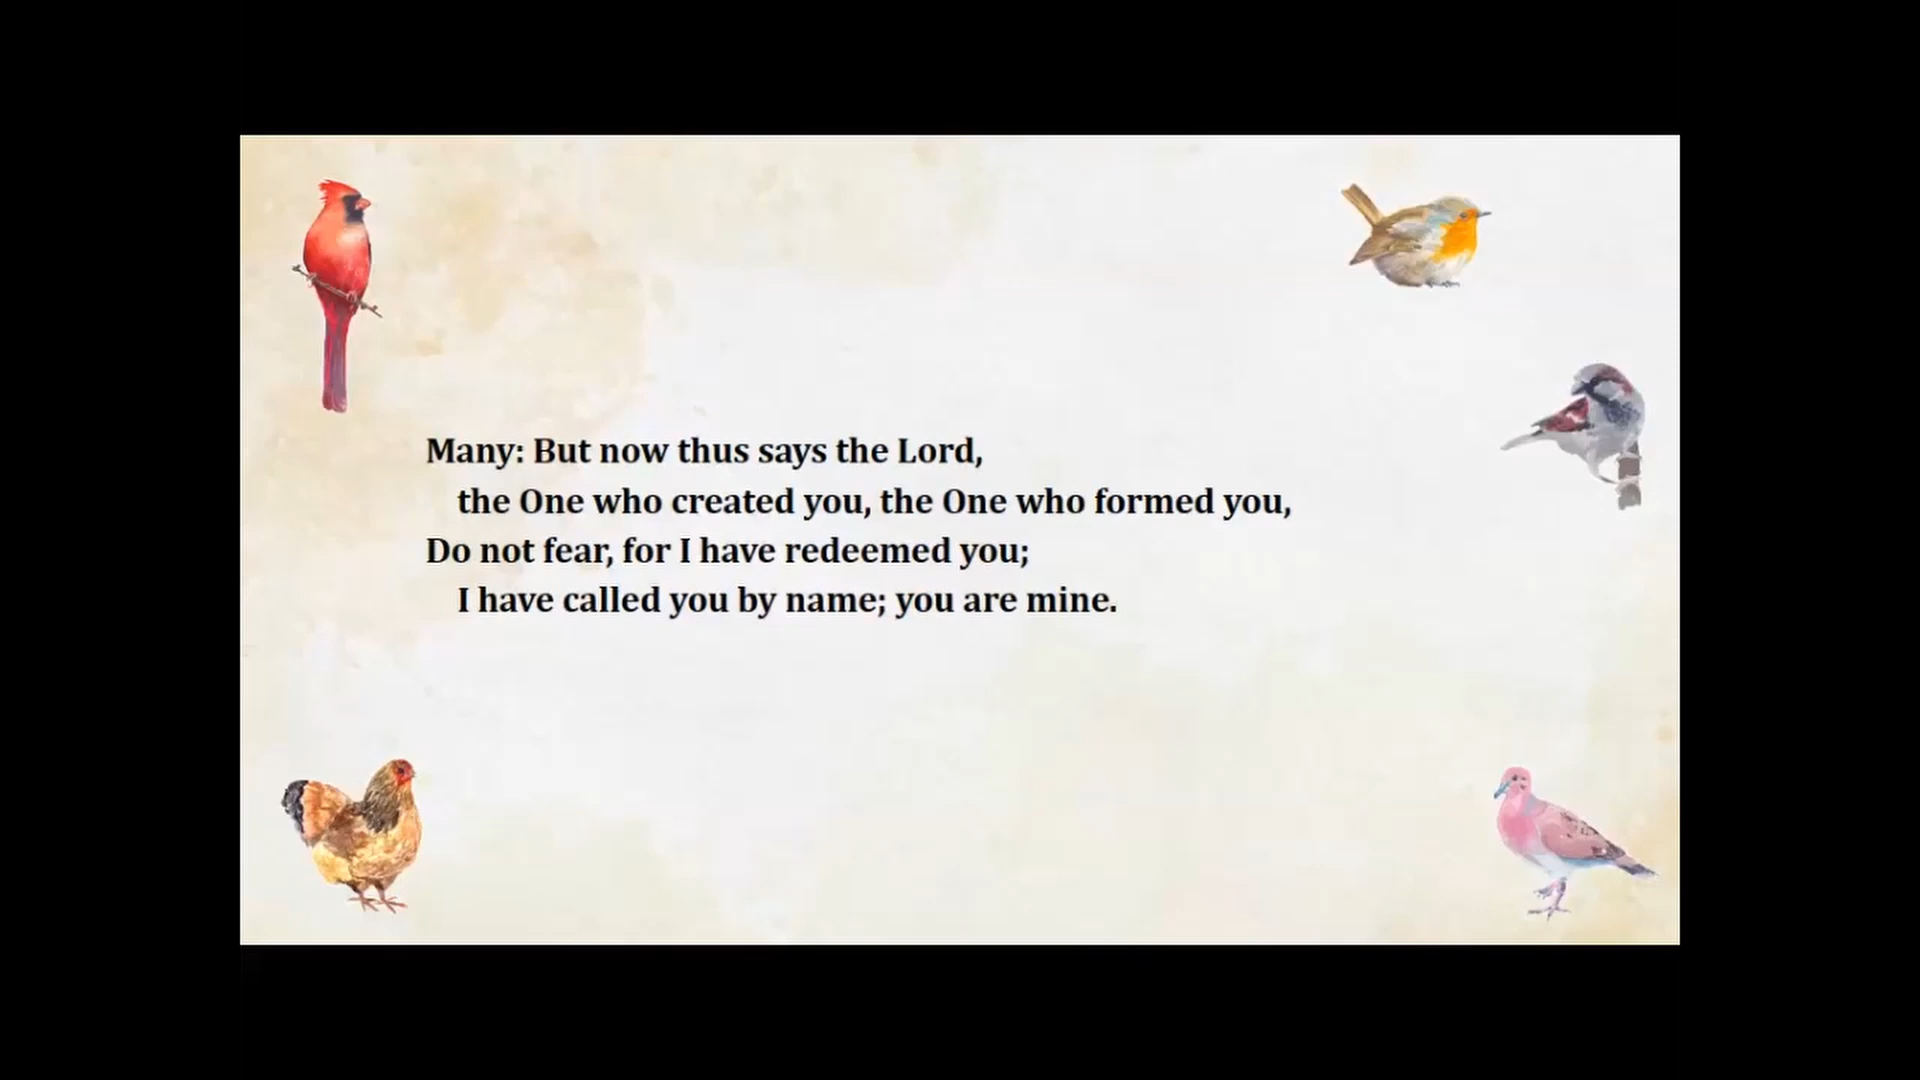 Many: But now thus says the Lord,
the One who created you, the One who formed you,
Do not fear, for I have redeemed you;
I have called you by name; you are mine.